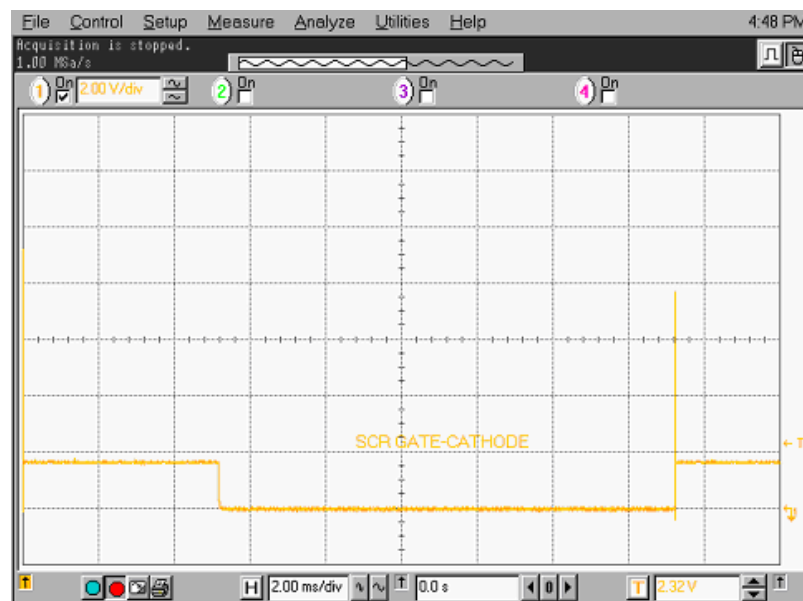 File Control Setup Measure Analyze Utilities Help 4:48 PM
Acquisition is stopped.
1.00 MSa/s
1 On 2.00 V/div 2 On 3 On 4 On
SCR GATE-CATHODE
T
H 2.00 ms/div 0.0 s 0 T 2.32 V